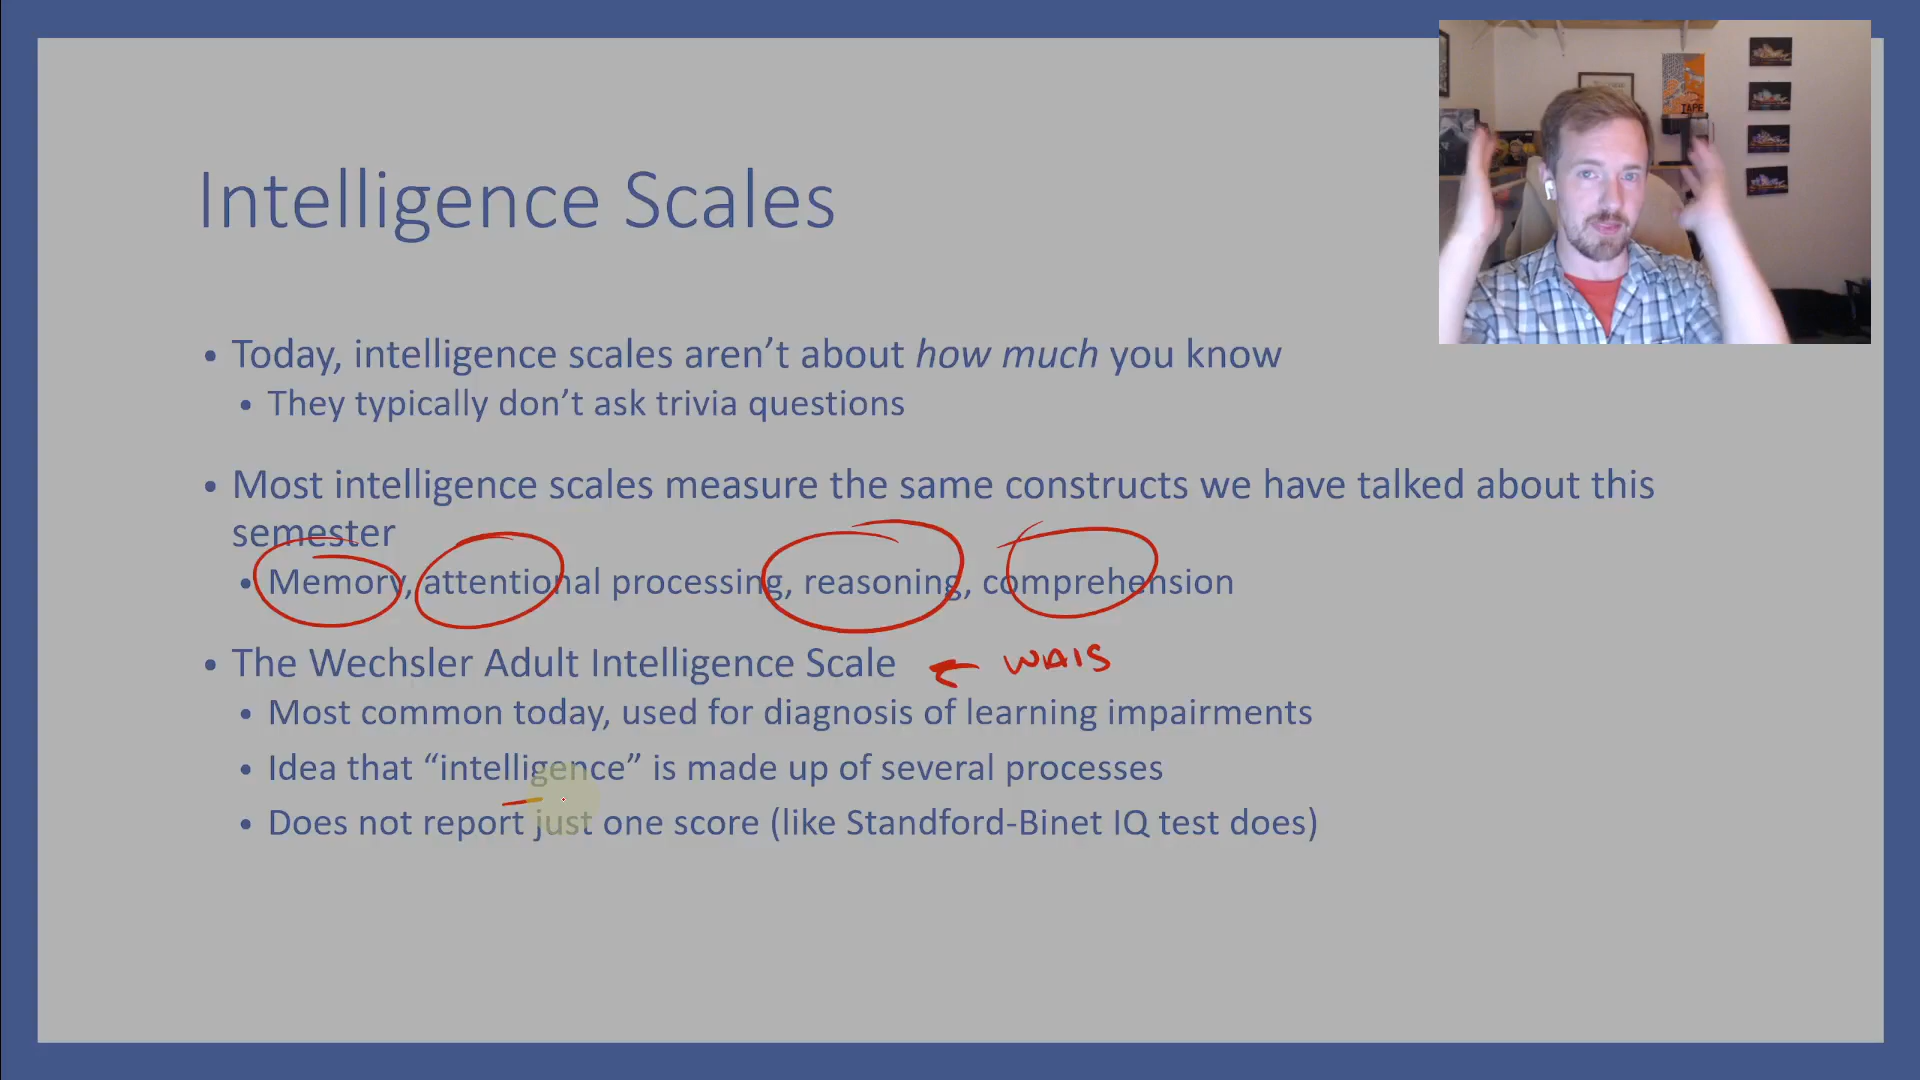 Intelligence Scales
TAPE
• Today, intelligence scales aren’t about how much you know
• They typically don’t ask trivia questions
• Most intelligence scales measure the same constructs we have talked about this
semester
• Memory, attentional processing, reasoning, comprehension
• The Wechsler Adult Intelligence Scale WAIS
• Most common today, used for diagnosis of learning impairments
• Idea that “intelligence” is made up of several processes
• Does not report just one score (like Standford-Binet IQ test does)